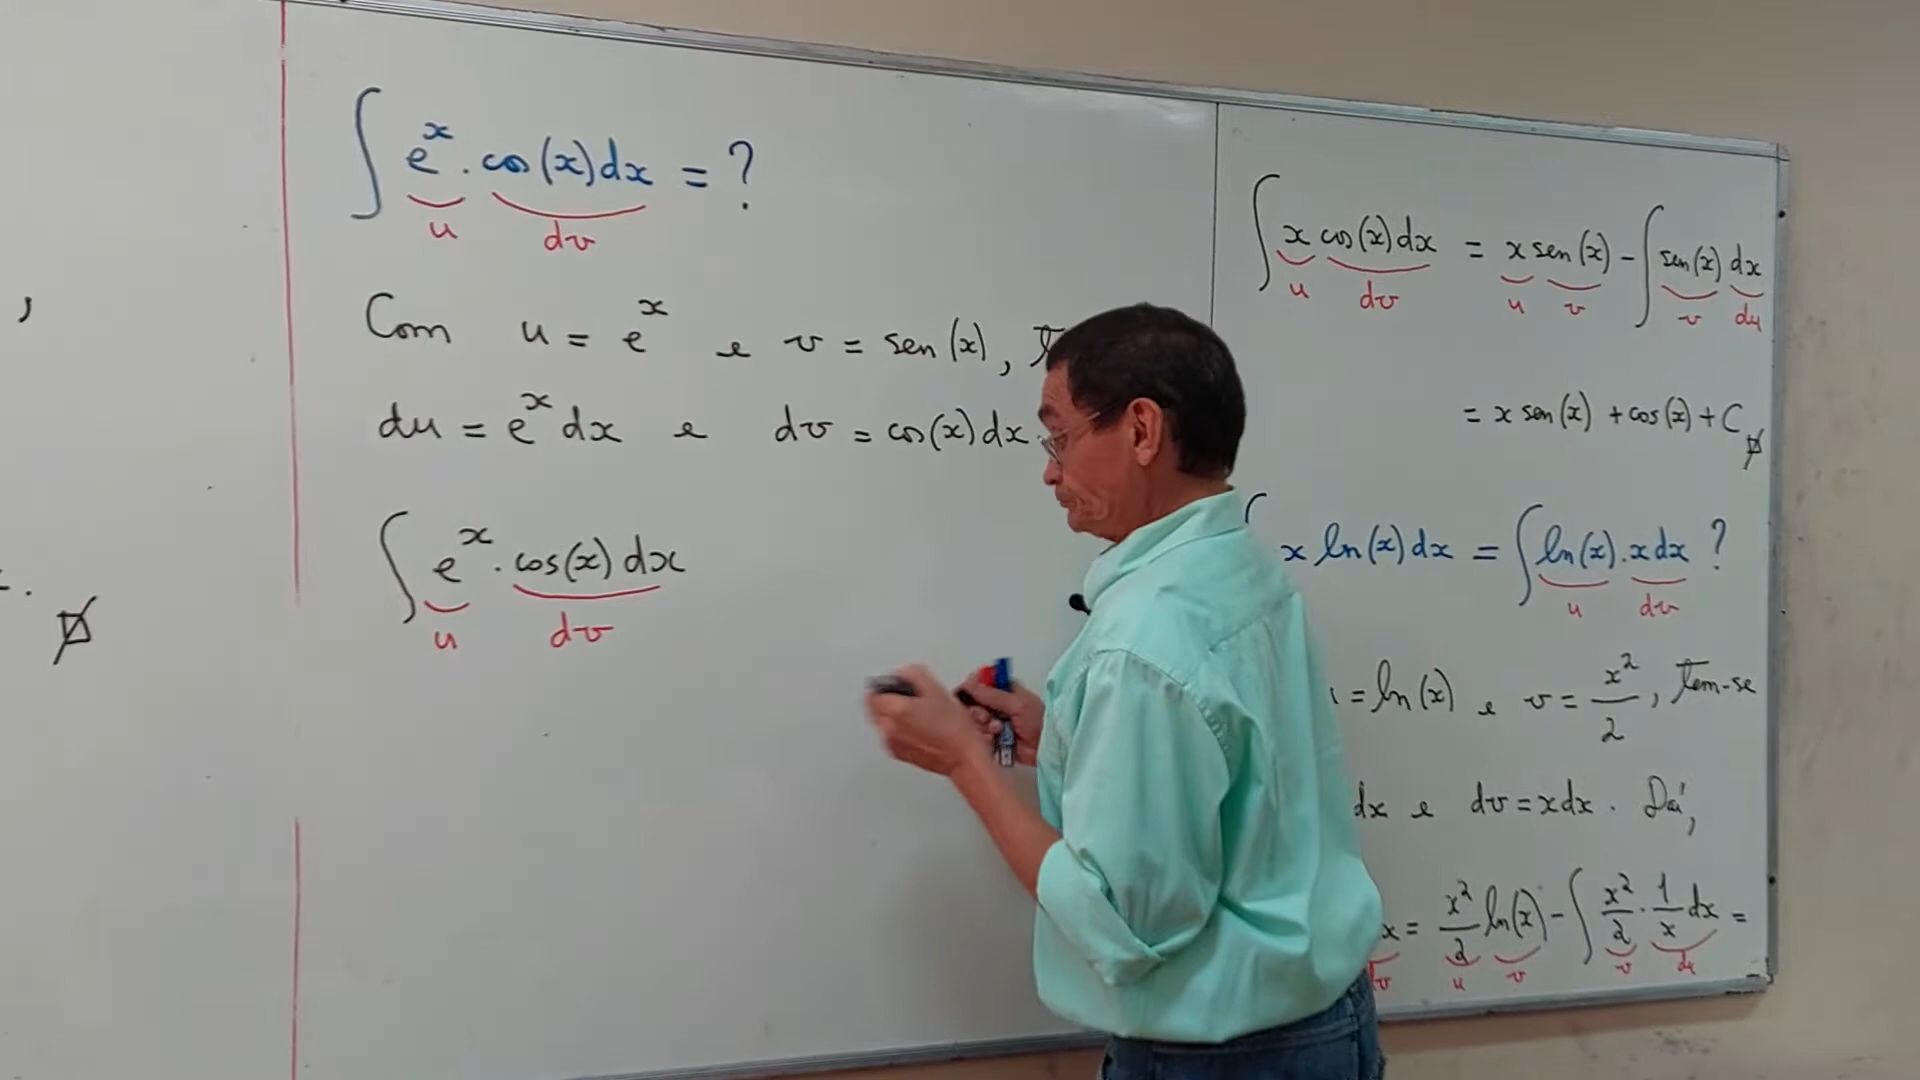 ∫ e^x . cos(x) dx = ?
u dv
Com u = e^x e v = sen(x),
du = e^x dx e dv = cos(x) dx
∫ e^x . cos(x) dx
u dv
∫ x cos(x) dx = x sen(x) - ∫ sen(x) dx
u dv u v v du
= x sen(x) + cos(x) + C
x ln(x) dx = ∫ ln(x) . x dx ?
u dv
= ln(x) e v = x²/2, Tem-se
dx e dv = x dx . Daí,
x = x²/2 ln(x) - ∫ x²/2 . 1/x dx =
dv u v v du